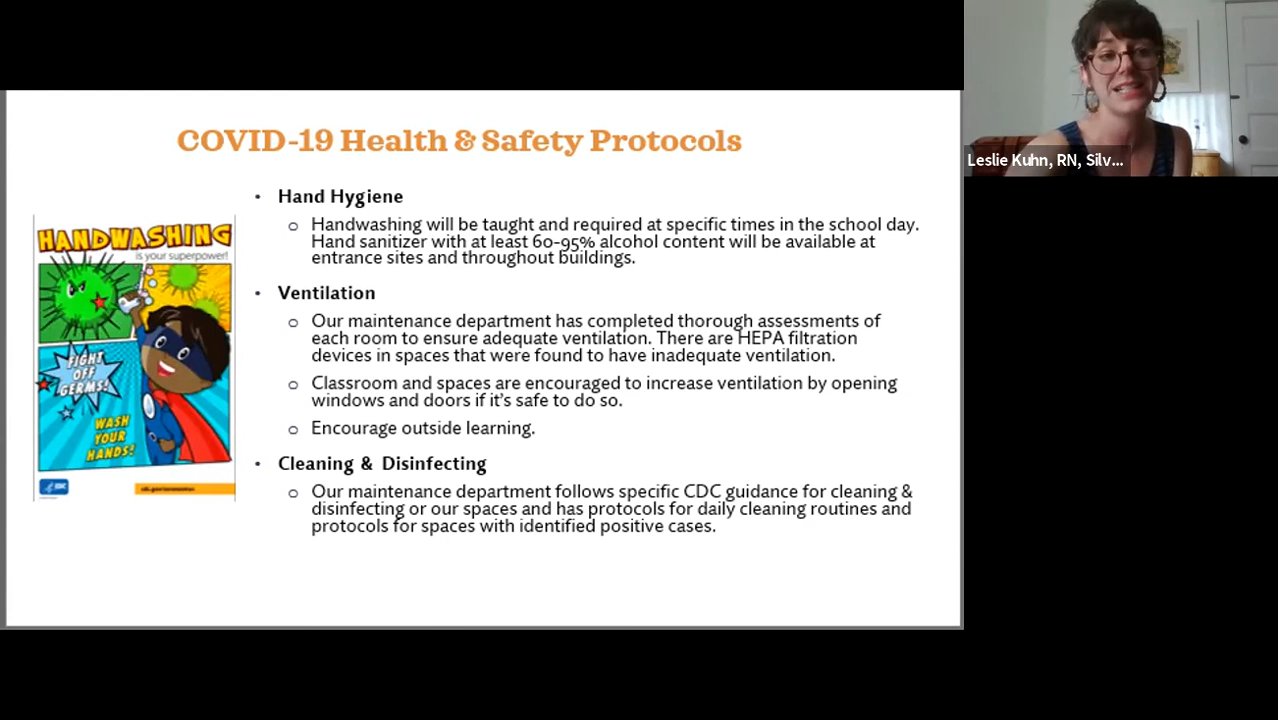 COVID-19 Health & Safety Protocols
• Hand Hygiene
o Handwashing will be taught and required at specific times in the school day.
Hand sanitizer with at least 60-95% alcohol content will be available at
entrance sites and throughout buildings.
• Ventilation
o Our maintenance department has completed thorough assessments of
each room to ensure adequate ventilation. There are HEPA filtration
devices in spaces that were found to have inadequate ventilation.
o Classroom and spaces are encouraged to increase ventilation by opening
windows and doors if it's safe to do so.
o Encourage outside learning.
• Cleaning & Disinfecting
o Our maintenance department follows specific CDC guidance for cleaning &
disinfecting or our spaces and has protocols for daily cleaning routines and
protocols for spaces with identified positive cases.
HANDWASHING
is your superpower!
FIGHT
OFF
GERMS!
WASH
YOUR
HANDS!
CDC
Leslie Kuhn, RN, Silv...